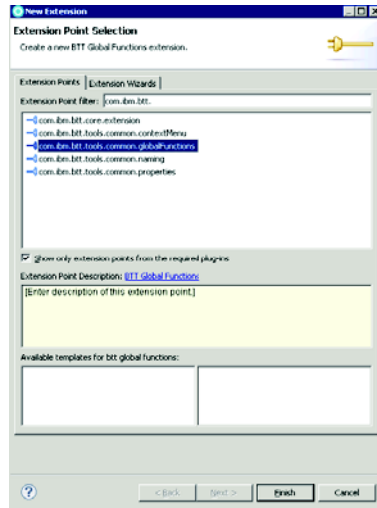 New Extension
Extension Point Selection
Create a new BTT Global Functions extension.
Extension Points
Extension Wizards
Extension Point filter: com.ibm.btt.
com.ibm.btt.core.extension
com.ibm.btt.tools.common.contextMenu
com.ibm.btt.tools.common.globalFunctions
com.ibm.btt.tools.common.naming
com.ibm.btt.tools.common.properties
Show only extension points from the required plug-ins
Extension Point Description: BTT Global Functions
[Enter description of this extension point.]
Available templates for btt global functions:
< Back
Next >
Finish
Cancel